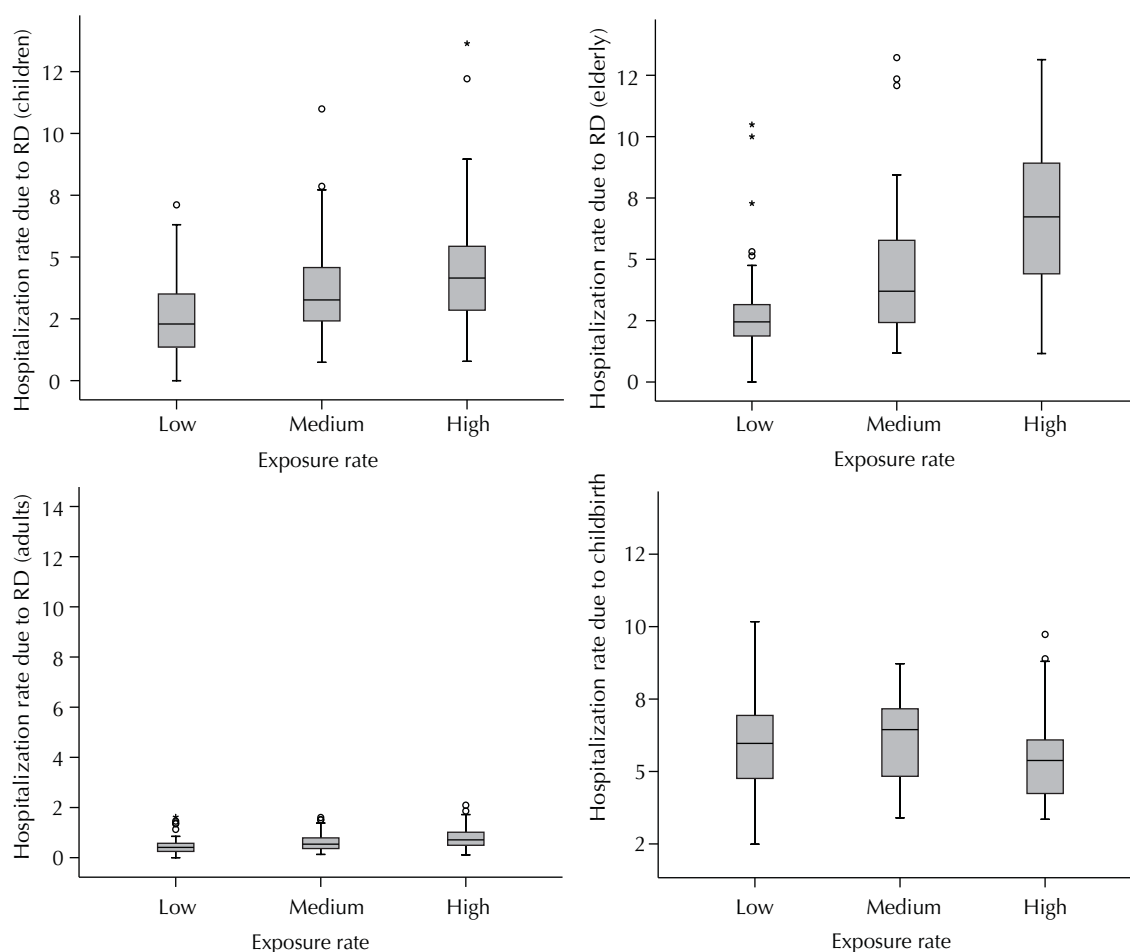 Hospitalization rate due to RD (children)
12
10
8
5
2
0
Low Medium High
Exposure rate
Hospitalization rate due to RD (elderly)
12
10
8
5
2
0
Low Medium High
Exposure rate
Hospitalization rate due to RD (adults)
14
12
10
8
6
4
2
0
Low Medium High
Exposure rate
Hospitalization rate due to childbirth
12
10
8
5
2
Low Medium High
Exposure rate